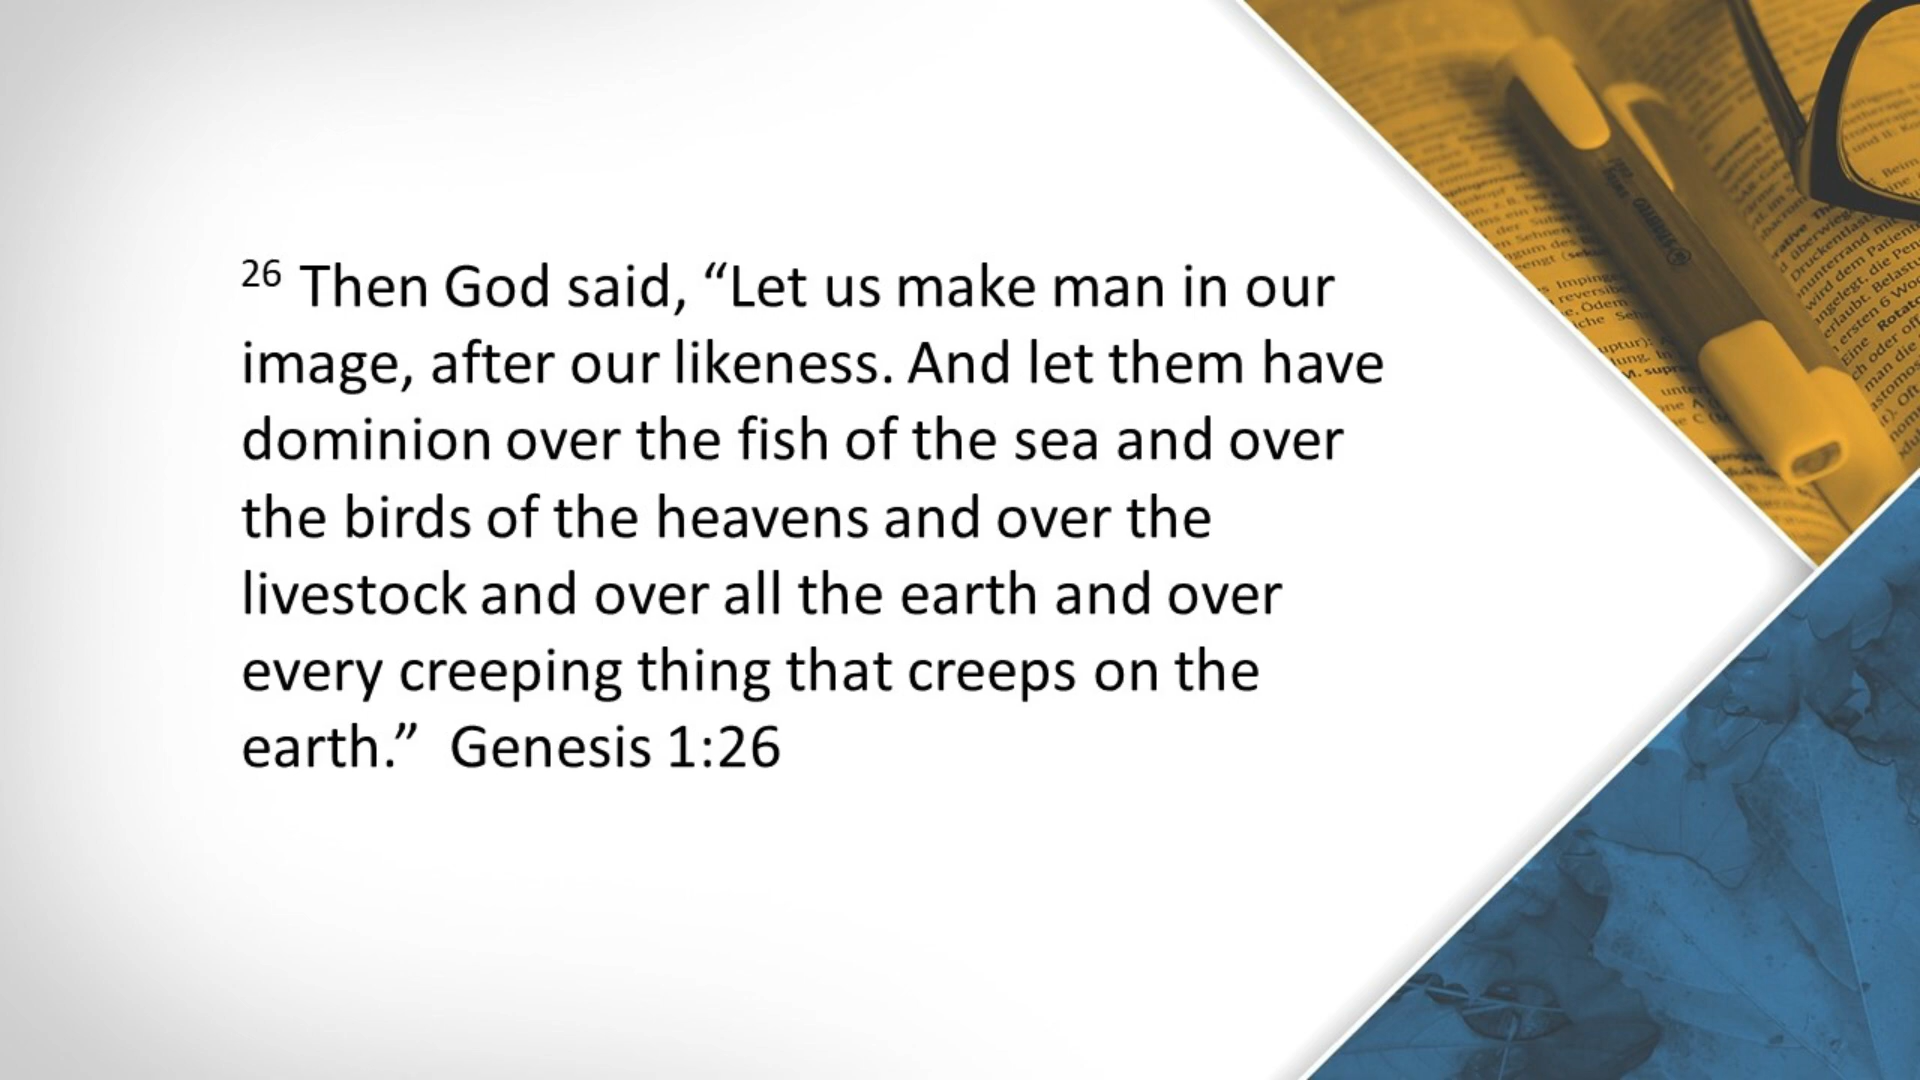 26 Then God said, “Let us make man in our
image, after our likeness. And let them have
dominion over the fish of the sea and over
the birds of the heavens and over the
livestock and over all the earth and over
every creeping thing that creeps on the
earth.”  Genesis 1:26